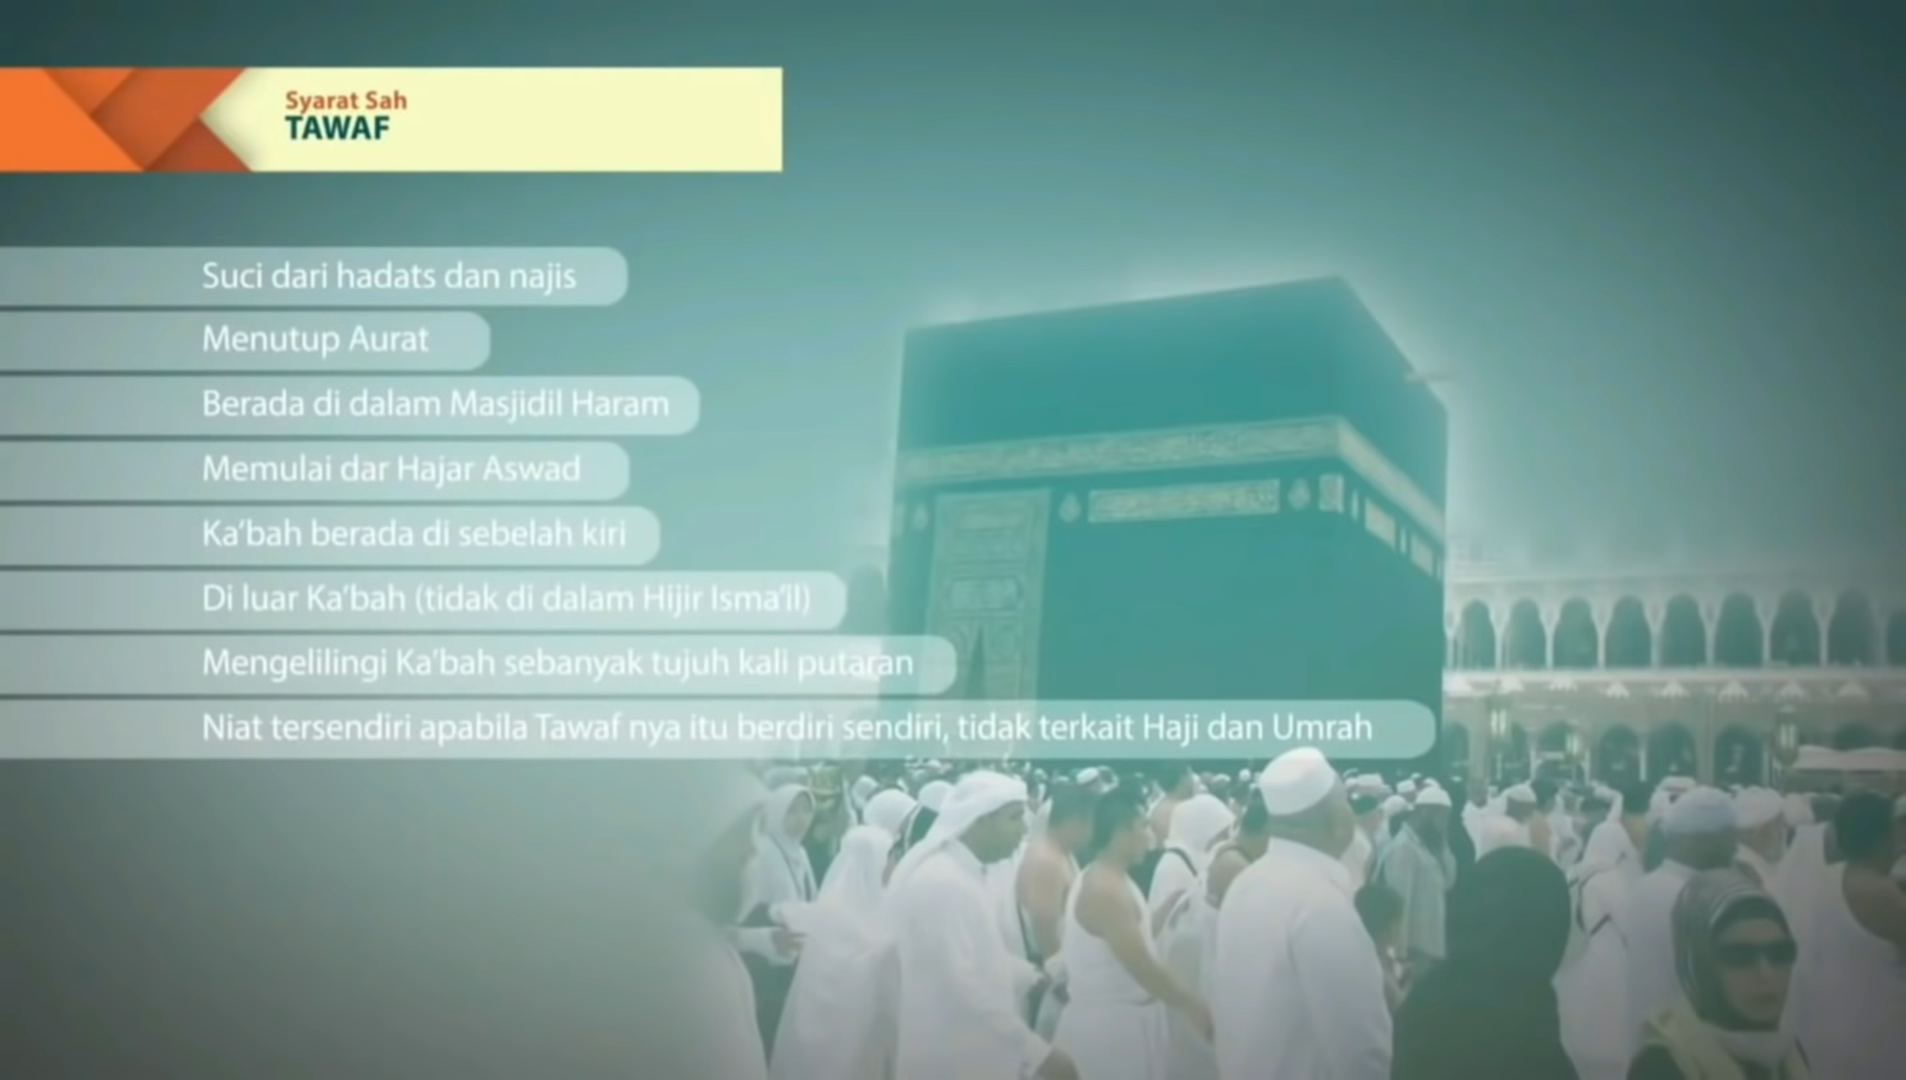 Syarat Sah
TAWAF
Suci dari hadats dan najis
Menutup Aurat
Berada di dalam Masjidil Haram
Memulai dar Hajar Aswad
Ka'bah berada di sebelah kiri
Di luar Ka'bah (tidak di dalam Hijir Isma'il)
Mengelilingi Ka'bah sebanyak tujuh kali putaran
Niat tersendiri apabila Tawaf nya itu berdiri sendiri, tidak terkait Haji dan Umrah